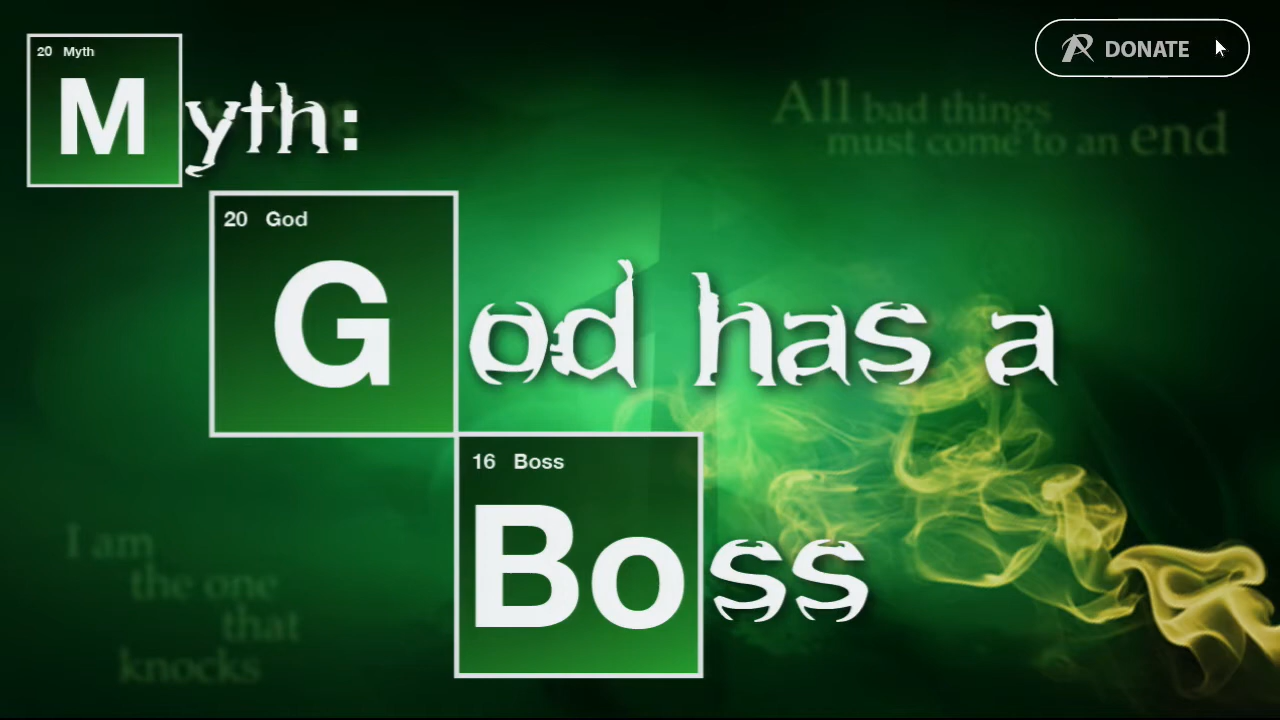 20 Myth
Myth:
DONATE
All bad things
must come to an end
20 God
God has a
16 Boss
Boss
I am
the one
that
knocks